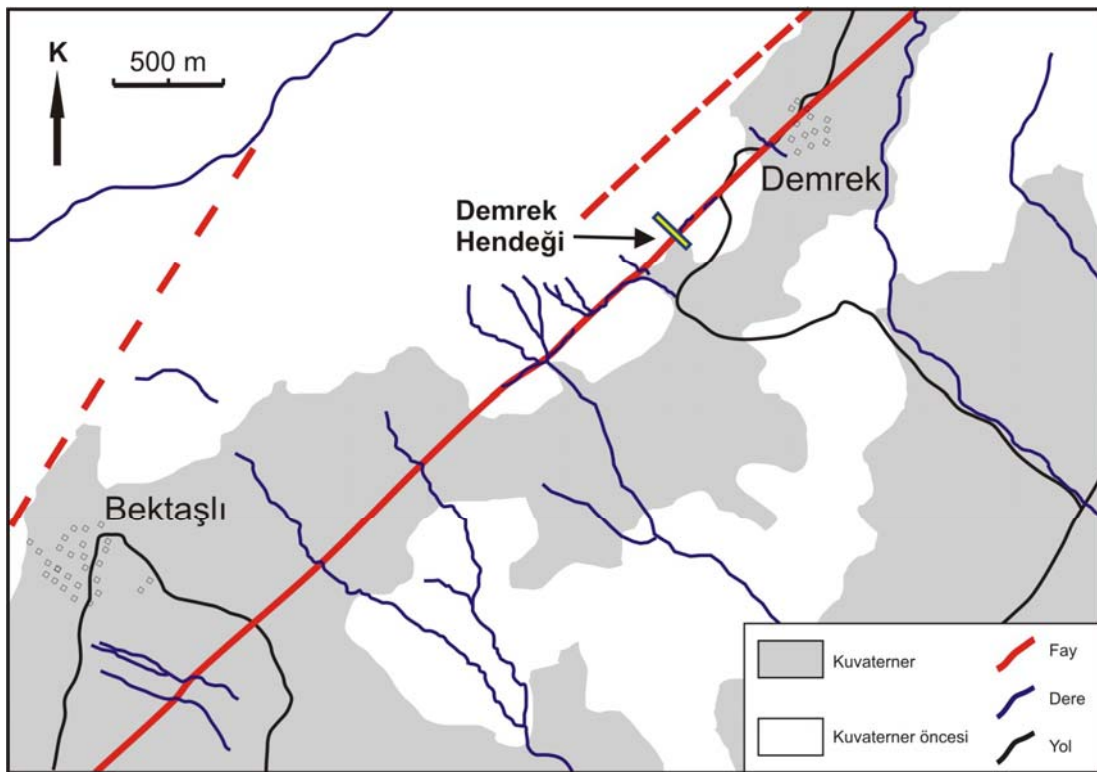 K
500 m
Demrek
Demrek
Hendeği
Bektaşlı
Kuvaterner
Kuvaterner öncesi
Fay
Dere
Yol